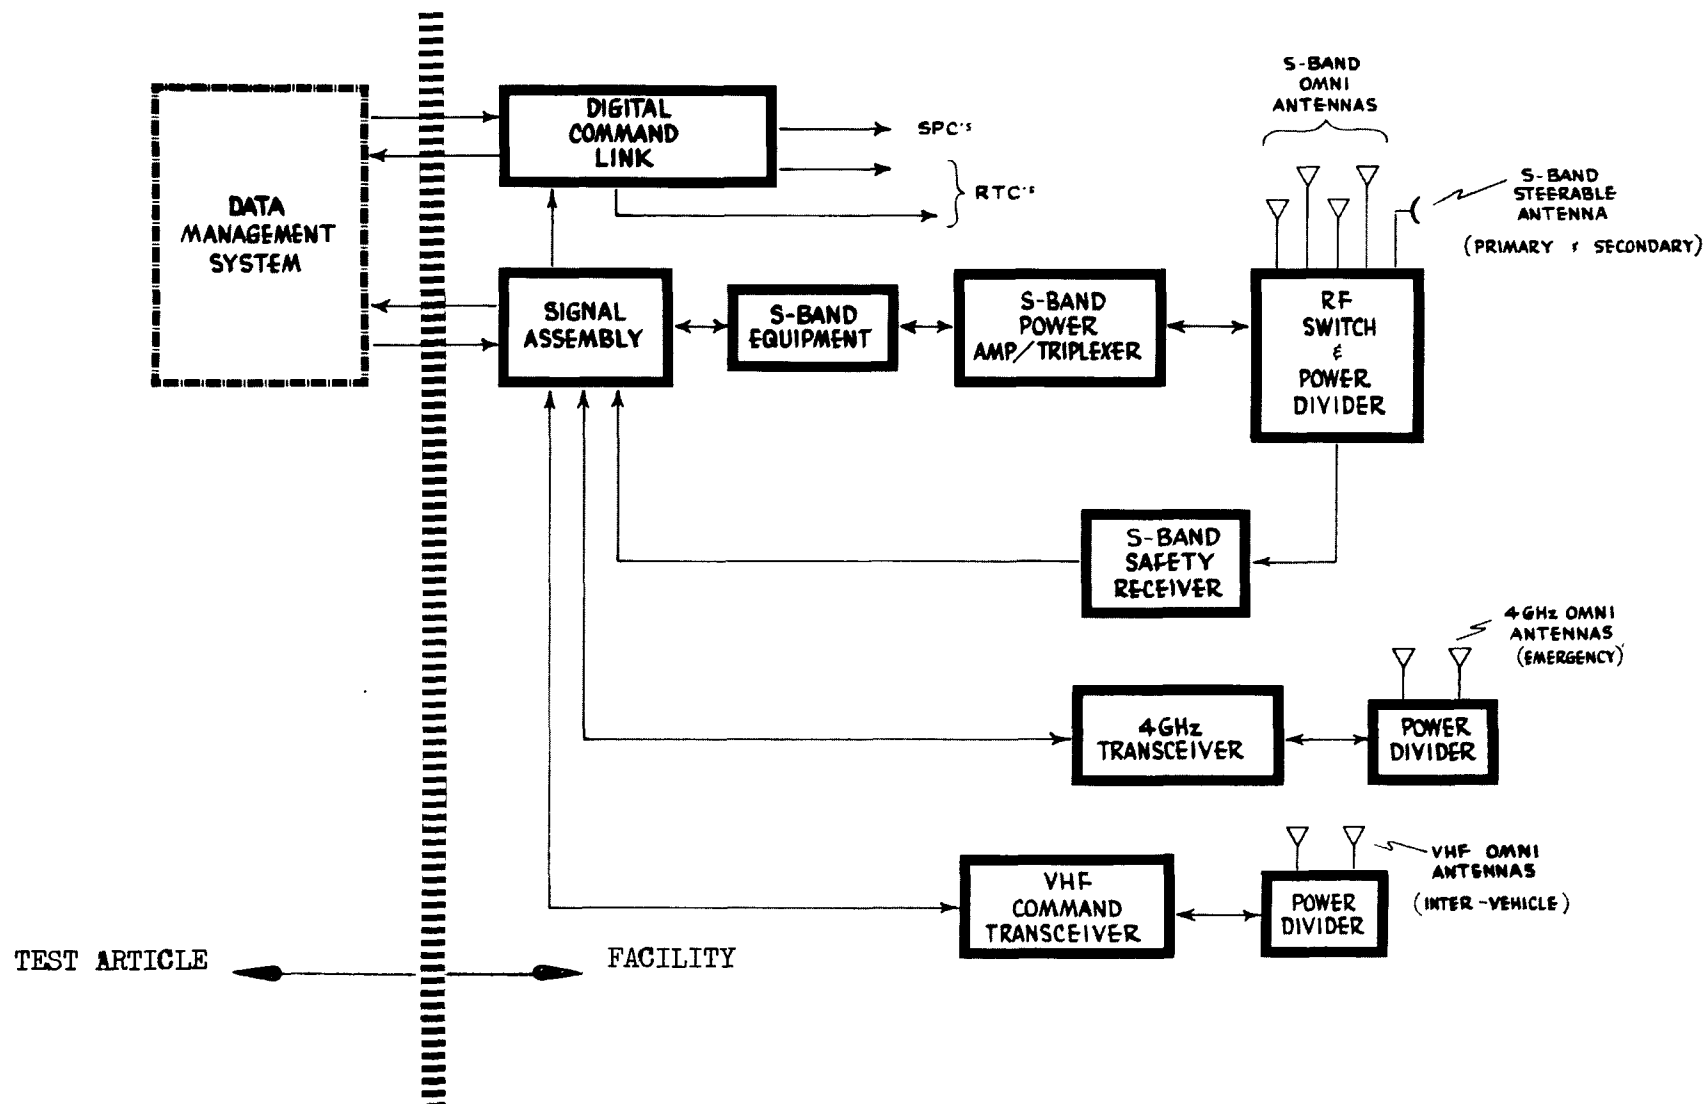 S-BAND
OMNI
ANTENNAS
DIGITAL
COMMAND
LINK
SPC's
RTC's
S-BAND
STEERABLE
ANTENNA
(PRIMARY & SECONDARY)
DATA
MANAGEMENT
SYSTEM
SIGNAL
ASSEMBLY
S-BAND
EQUIPMENT
S-BAND
POWER
AMP/TRIPLEXER
RF
SWITCH
&
POWER
DIVIDER
S-BAND
SAFETY
RECEIVER
4GHz OMNI
ANTENNAS
(EMERGENCY)
4GHz
TRANSCEIVER
POWER
DIVIDER
VHF OMNI
ANTENNAS
(INTER-VEHICLE)
VHF
COMMAND
TRANSCEIVER
POWER
DIVIDER
TEST ARTICLE
FACILITY